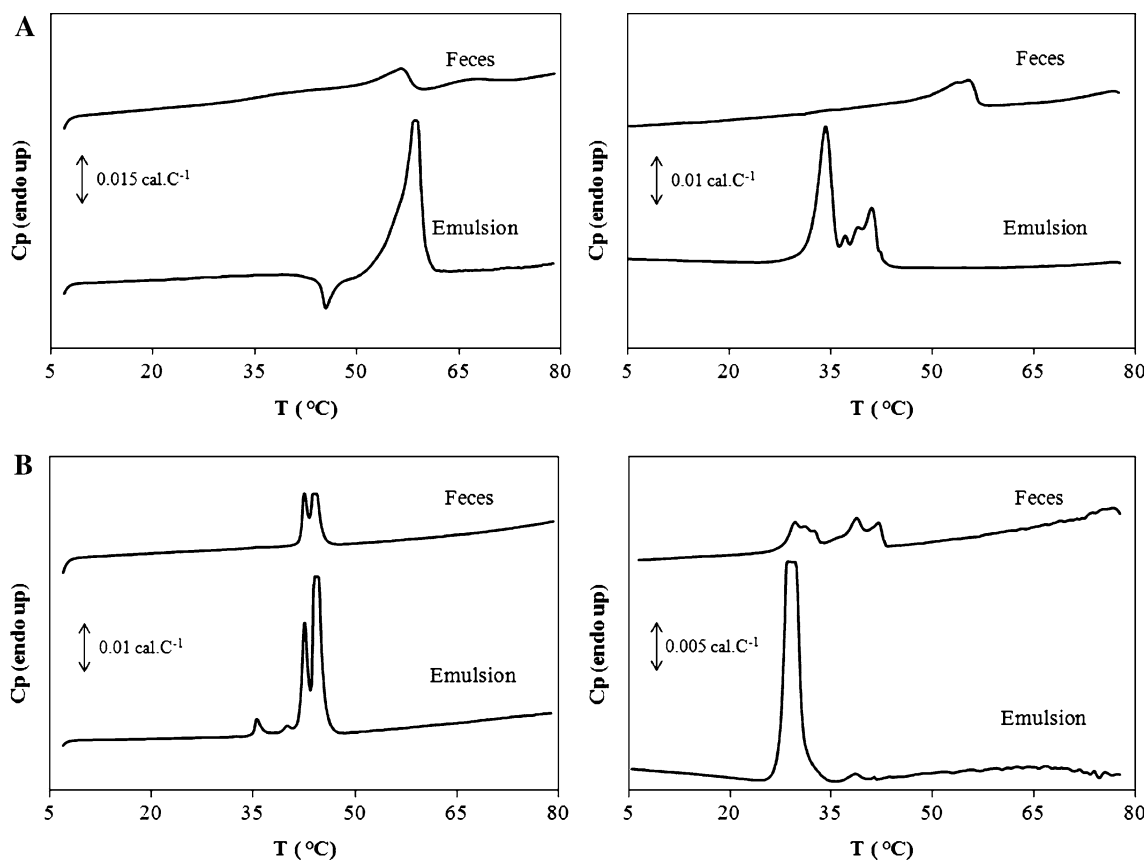 A
Feces
Cp (endo up)
0.015 cal.C-1
Emulsion
5 20 35 50 65 79
T ( °C)
Feces
Cp (endo up)
0.01 cal.C-1
Emulsion
5 20 35 50 65 80
T ( °C)
B
Feces
Cp (endo up)
0.01 cal.C-1
Emulsion
5 20 35 50 65 80
T ( °C)
Feces
Cp (endo up)
0.005 cal.C-1
Emulsion
5 20 35 50 65 80
T ( °C)